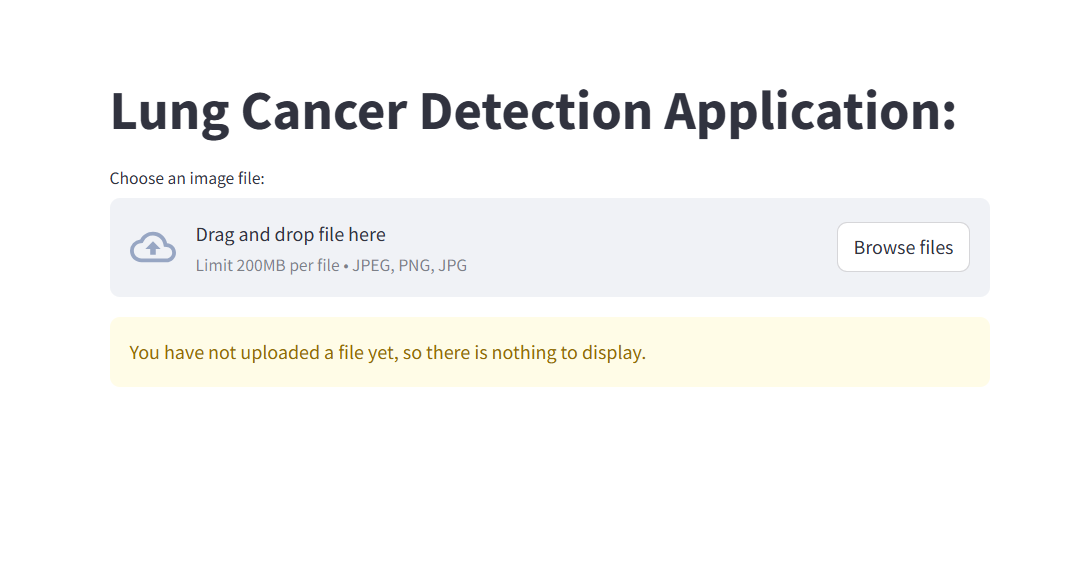 Lung Cancer Detection Application:
Choose an image file:
Drag and drop file here
Limit 200MB per file • JPEG, PNG, JPG
Browse files
You have not uploaded a file yet, so there is nothing to display.